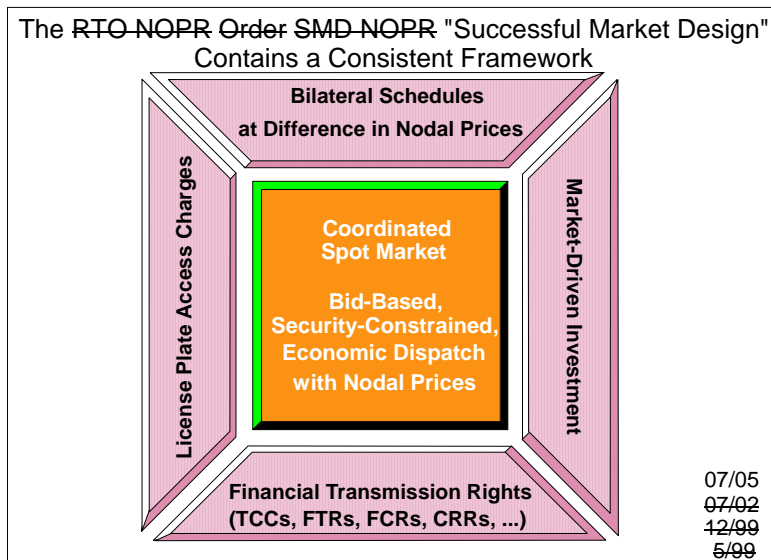 The RTO NOPR Order SMD NOPR "Successful Market Design"
Contains a Consistent Framework
Bilateral Schedules
at Difference in Nodal Prices
License Plate Access Charges
Coordinated
Spot Market
Bid-Based,
Security-Constrained,
Economic Dispatch
with Nodal Prices
Market-Driven Investment
Financial Transmission Rights
(TCCs, FTRs, FCRs, CRRs, ...)
07/05
07/02
12/99
5/99